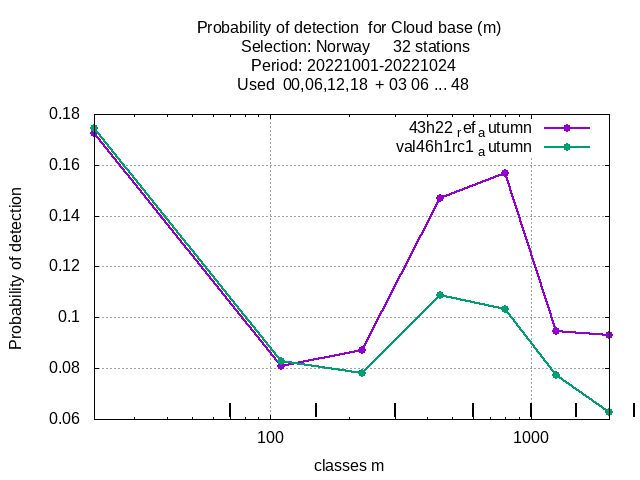 Probability of detection for Cloud base (m)
Selection: Norway 32 stations
Period: 20221001-20221024
Used 00,06,12,18 + 03 06 ... 48
43h22 refa utumn
val46h1rc1 a utumn
Probability of detection
0.18
0.16
0.14
0.12
0.1
0.08
0.06
100
1000
classes m